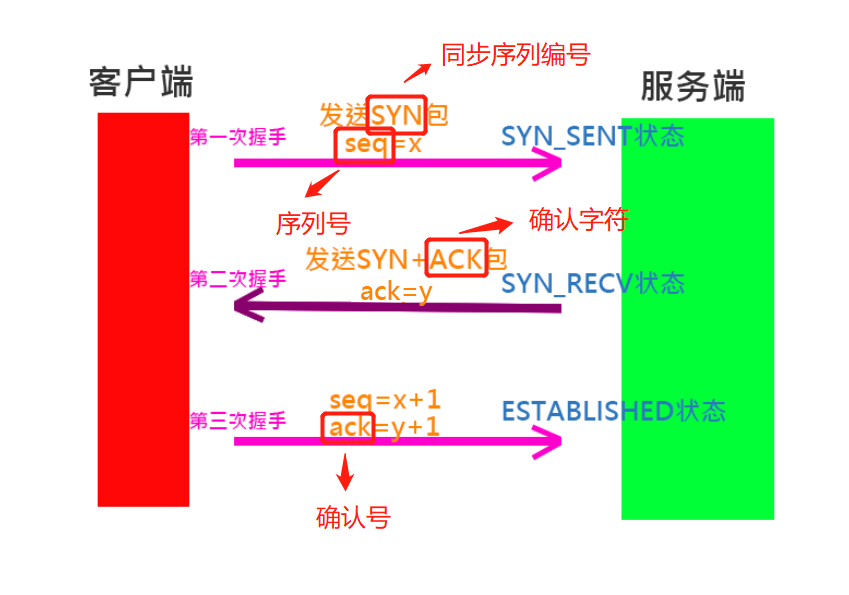 同步序列编号
客户端
服务端
发送SYN包
第一次握手
seq=x
SYN_SENT状态
序列号
确认字符
发送SYN+ACK包
第二次握手
ack=y
SYN_RECV状态
seq=x+1
第三次握手
ack=y+1
ESTABLISHED状态
确认号